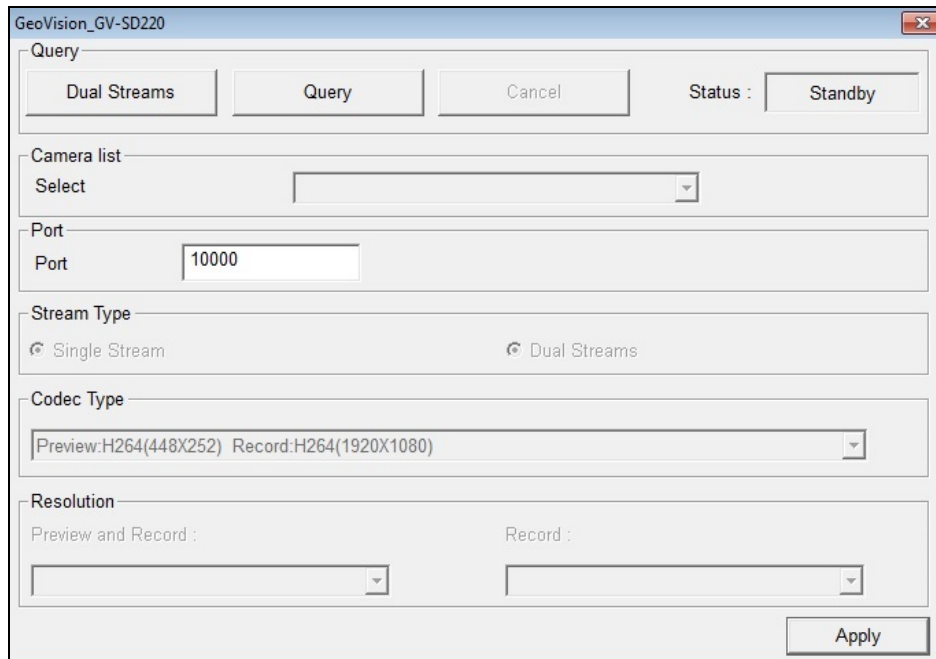 GeoVision_GV-SD220
Query
Dual Streams Query Cancel Status : Standby
Camera list
Select
Port
Port 10000
Stream Type
Single Stream Dual Streams
Codec Type
Preview:H264(448X252) Record:H264(1920X1080)
Resolution
Preview and Record : Record :
Apply